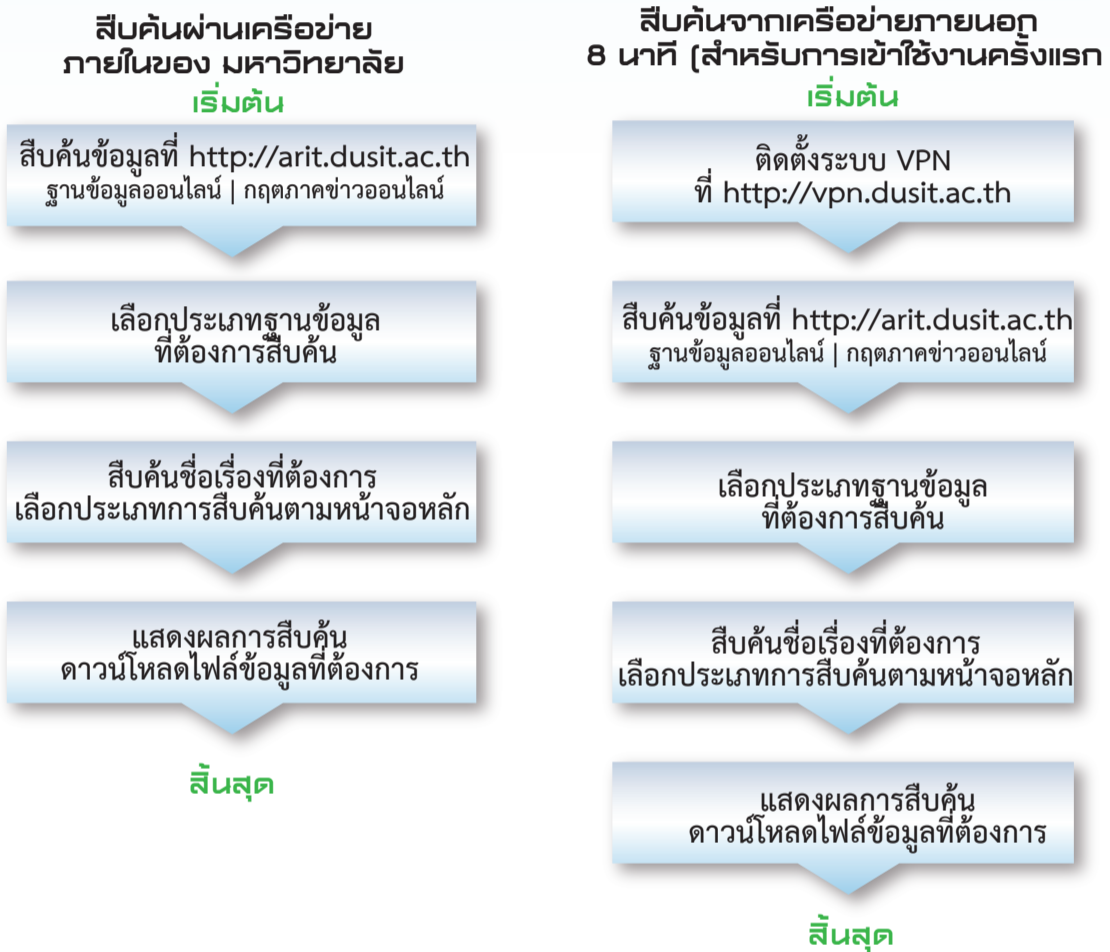 สืบค้นผ่านเครือข่าย
ภายในของ มหาวิทยาลัย
เริ่มต้น
สืบค้นข้อมูลที่ http://arit.dusit.ac.th
ฐานข้อมูลออนไลน์ | กฤตภาคข่าวออนไลน์
เลือกประเภทฐานข้อมูล
ที่ต้องการสืบค้น
สืบค้นชื่อเรื่องที่ต้องการ
เลือกประเภทการสืบค้นตามหน้าจอหลัก
แสดงผลการสืบค้น
ดาวน์โหลดไฟล์ข้อมูลที่ต้องการ
สิ้นสุด
สืบค้นจากเครือข่ายภายนอก
8 นาที (สำหรับการเข้าใช้งานครั้งแรก
เริ่มต้น
ติดตั้งระบบ VPN
ที่ http://vpn.dusit.ac.th
สืบค้นข้อมูลที่ http://arit.dusit.ac.th
ฐานข้อมูลออนไลน์ | กฤตภาคข่าวออนไลน์
เลือกประเภทฐานข้อมูล
ที่ต้องการสืบค้น
สืบค้นชื่อเรื่องที่ต้องการ
เลือกประเภทการสืบค้นตามหน้าจอหลัก
แสดงผลการสืบค้น
ดาวน์โหลดไฟล์ข้อมูลที่ต้องการ
สิ้นสุด